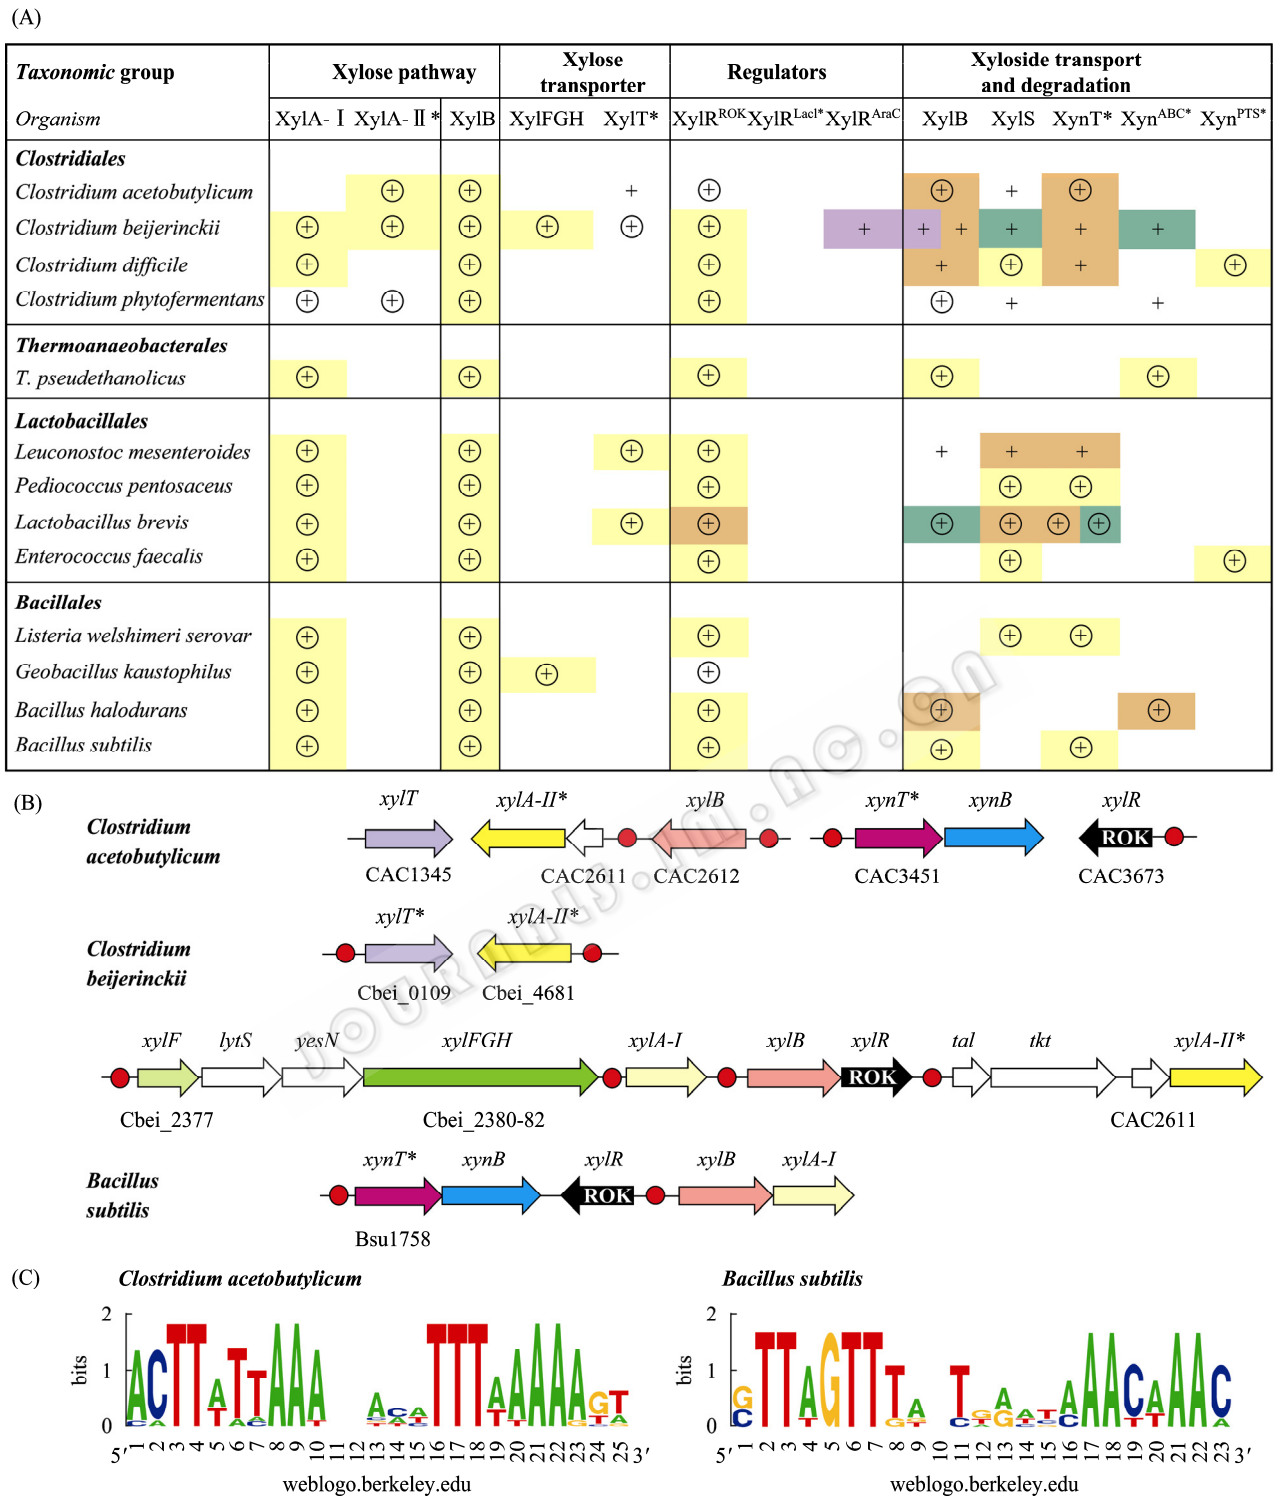 (A)
Taxonomic group Xylose pathway Xylose transporter Regulators Xyloside transport and degradation
Organism XylA-Ⅰ XylA-Ⅱ* XylB XylFGH XylT* XylR^ROK XylR^LacI* XylR^AraC XylB XylS XynT* Xyn^ABC* Xyn^PTS*
Clostridiales
Clostridium acetobutylicum ⊕ ⊕ + ⊕ ⊕ + ⊕
Clostridium beijerinckii ⊕ ⊕ ⊕ ⊕ ⊕ ⊕ + + + + + +
Clostridium difficile ⊕ ⊕ ⊕ + ⊕ + ⊕
Clostridium phytofermentans ⊕ ⊕ ⊕ ⊕ ⊕ + +
Thermoanaeobacterales
T. pseudethanolicus ⊕ ⊕ ⊕ ⊕ ⊕
Lactobacillales
Leuconostoc mesenteroides ⊕ ⊕ ⊕ ⊕ + + +
Pediococcus pentosaceus ⊕ ⊕ ⊕ ⊕ ⊕
Lactobacillus brevis ⊕ ⊕ ⊕ ⊕ ⊕ ⊕ ⊕ ⊕
Enterococcus faecalis ⊕ ⊕ ⊕ ⊕ ⊕
Bacillales
Listeria welshimeri serovar ⊕ ⊕ ⊕ ⊕ ⊕
Geobacillus kaustophilus ⊕ ⊕ ⊕ ⊕
Bacillus halodurans ⊕ ⊕ ⊕ ⊕ ⊕
Bacillus subtilis ⊕ ⊕ ⊕ ⊕ ⊕
JOURNALS.IM.AC.CN
(B)
xylT xylA-II* xylB xynT* xynB xylR
Clostridium
acetobutylicum
ROK
CAC1345 CAC2611 CAC2612 CAC3451 CAC3673
xylT* xylA-II*
Clostridium
beijerinckii
Cbei_0109 Cbei_4681
xylF lytS yesN xylFGH xylA-I xylB xylR tal tkt xylA-II*
ROK
Cbei_2377 Cbei_2380-82 CAC2611
xynT* xynB xylR xylB xylA-I
Bacillus
subtilis
ROK
Bsu1758
(C)
Clostridium acetobutylicum Bacillus subtilis
2
1
0
bits
5′ 1 2 3 4 5 6 7 8 9 10 11 12 13 14 15 16 17 18 19 20 21 22 23 24 25 3′
weblogo.berkeley.edu
2
1
0
bits
5′ 1 2 3 4 5 6 7 8 9 10 11 12 13 14 15 16 17 18 19 20 21 22 23 3′
weblogo.berkeley.edu